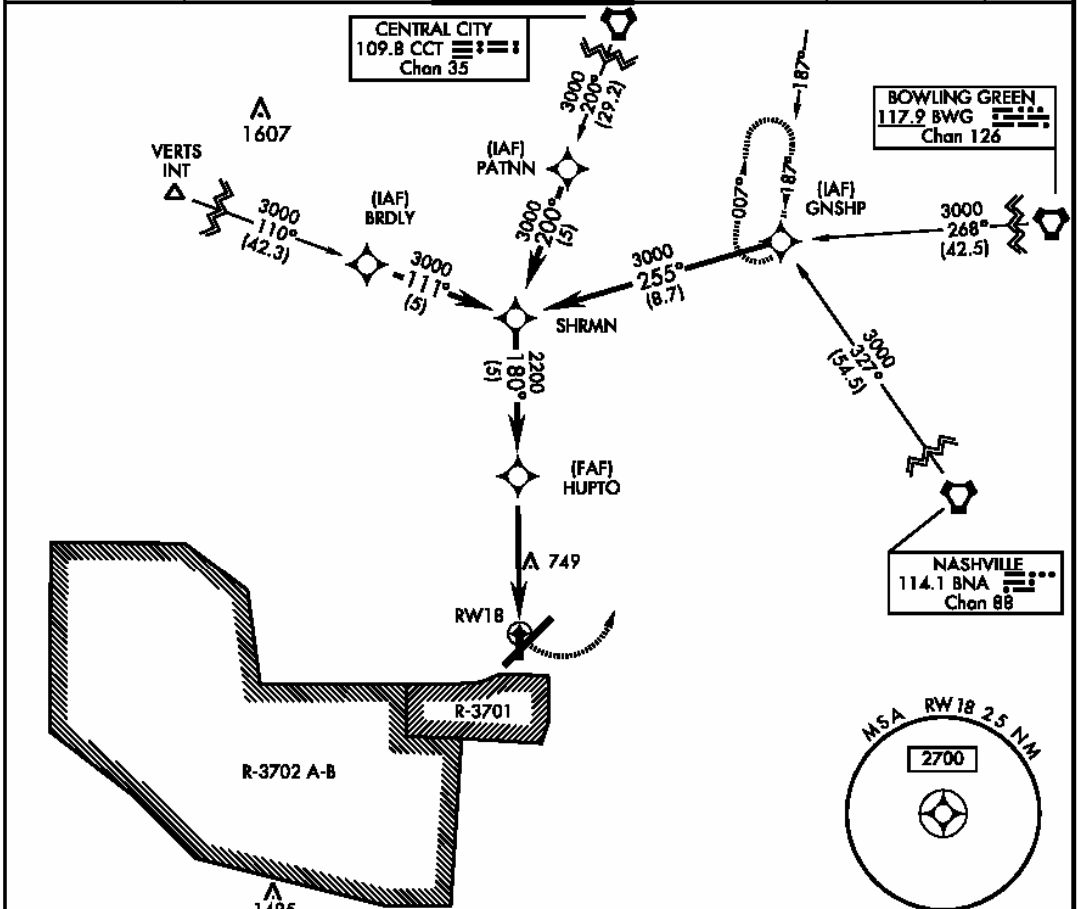 CENTRAL CITY
109.8 CCT
Chan 35
3000
200°
(29.2)
187°
BOWLING GREEN
117.9 BWG
Chan 126
1607
VERTS
INT
(IAF)
PATNN
007°
187°
(IAF)
GNSHP
3000
110°
(42.3)
(IAF)
BRDLY
3000
200°
(5)
3000
268°
(42.5)
3000
111°
(5)
3000
255°
(8.7)
SHRMN
2200
180°
(5)
3000
327°
(54.5)
(FAF)
HUPTO
749
NASHVILLE
114.1 BNA
Chan 88
RW18
R-3701
R-3702 A-B
MSA RW18 25 NM
2700